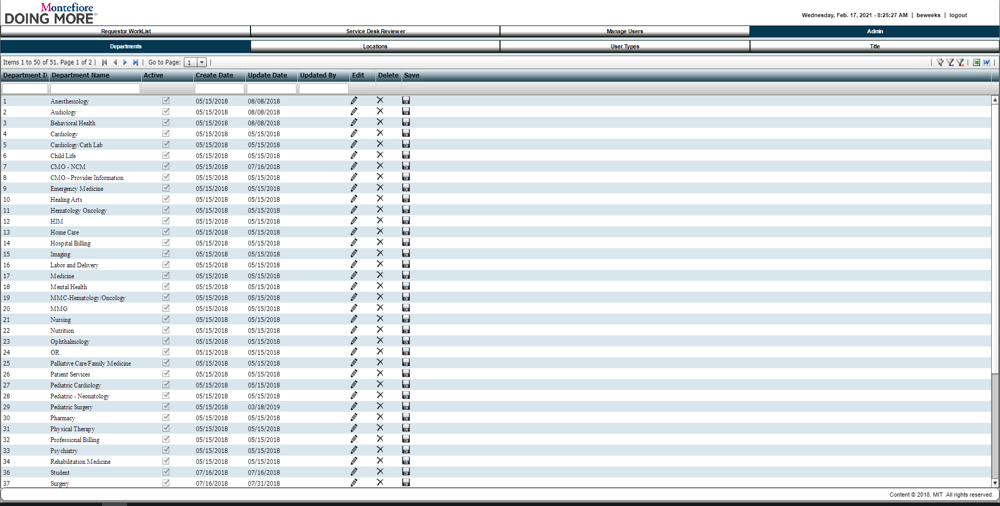 Montefiore
DOING MORE℠
Wednesday, Feb. 17, 2021 - 8:25:27 AM | beweeks | logout
Requestor WorkList Service Desk Reviewer Manage Users Admin
Departments Locations User Types Title
Items 1 to 50 of 51. Page 1 of 2 | | Go to Page: 1 |
Department I Department Name Active Create Date Update Date Updated By Edit Delete Save
1 Anesthesiology 05/15/2018 08/08/2018
2 Audiology 05/15/2018 08/08/2018
3 Behavioral Health 05/15/2018 08/08/2018
4 Cardiology 05/15/2018 05/15/2018
5 Cardiology/Cath Lab 05/15/2018 05/15/2018
6 Child Life 05/15/2018 05/15/2018
7 CMO - NCM 05/15/2018 07/16/2018
8 CMO - Provider Information 05/15/2018 05/15/2018
9 Emergency Medicine 05/15/2018 05/15/2018
10 Healing Arts 05/15/2018 05/15/2018
11 Hematology Oncology 05/15/2018 05/15/2018
12 HIM 05/15/2018 05/15/2018
13 Home Care 05/15/2018 05/15/2018
14 Hospital Billing 05/15/2018 05/15/2018
15 Imaging 05/15/2018 05/15/2018
16 Labor and Delivery 05/15/2018 05/15/2018
17 Medicine 05/15/2018 05/15/2018
18 Mental Health 05/15/2018 05/15/2018
19 MMC-Hematology/Oncology 05/15/2018 05/15/2018
20 MMG 05/15/2018 05/15/2018
21 Nursing 05/15/2018 05/15/2018
22 Nutrition 05/15/2018 05/15/2018
23 Ophthalmology 05/15/2018 05/15/2018
24 OR 05/15/2018 05/15/2018
25 Palliative Care/Family Medicine 05/15/2018 05/15/2018
26 Patient Services 05/15/2018 05/15/2018
27 Pediatric Cardiology 05/15/2018 05/15/2018
28 Pediatric - Neonatology 05/15/2018 05/15/2018
29 Pediatric Surgery 05/15/2018 03/18/2019
30 Pharmacy 05/15/2018 05/15/2018
31 Physical Therapy 05/15/2018 05/15/2018
32 Professional Billing 05/15/2018 05/15/2018
33 Psychiatry 05/15/2018 05/15/2018
34 Rehabilitation Medicine 05/15/2018 05/15/2018
36 Student 07/16/2018 07/16/2018
37 Surgery 07/16/2018 07/31/2018
Content © 2018, MIT .All rights reserved.